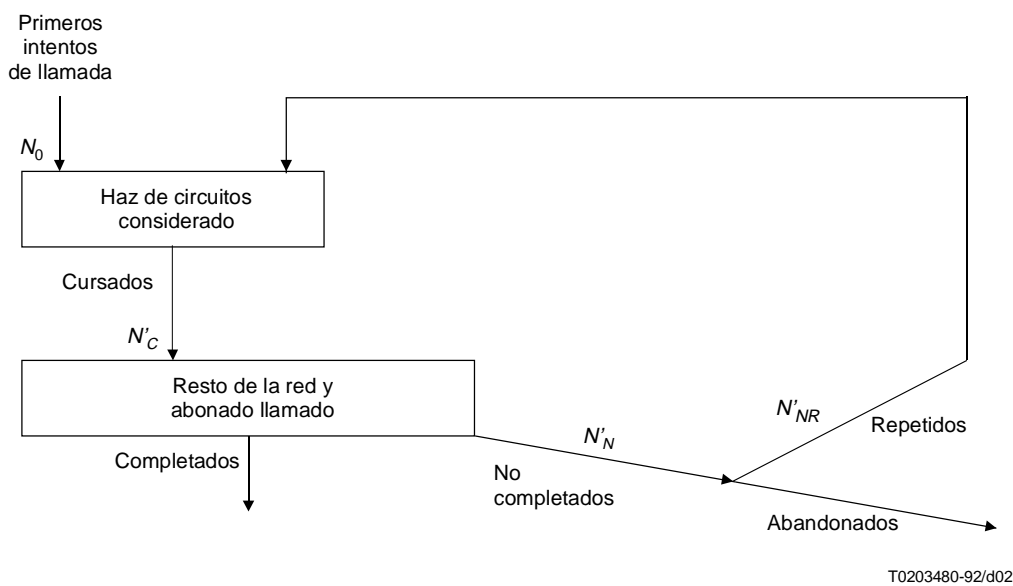 Primeros
intentos
de llamada
N0
Haz de circuitos
considerado
Cursados
N'C
Resto de la red y
abonado llamado
Completados
N'N
No
completados
N'NR
Repetidos
Abandonados
T0203480-92/d02